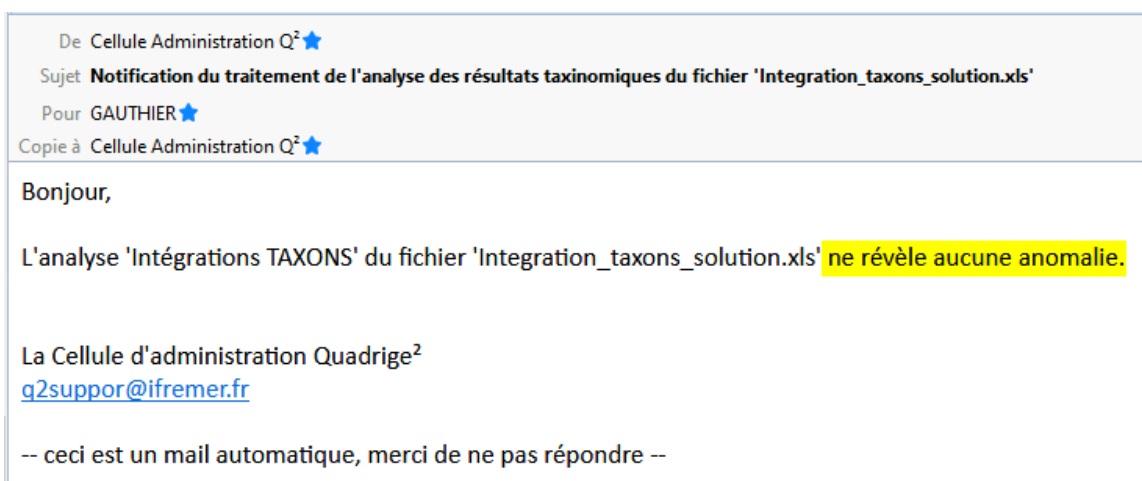 De Cellule Administration Q²
Sujet Notification du traitement de l'analyse des résultats taxinomiques du fichier 'Integration_taxons_solution.xls'
Pour GAUTHIER
Copie à Cellule Administration Q²
Bonjour,
L'analyse 'Intégrations TAXONS' du fichier 'Integration_taxons_solution.xls' ne révèle aucune anomalie.
La Cellule d'administration Quadrige²
q2suppor@ifremer.fr
-- ceci est un mail automatique, merci de ne pas répondre --